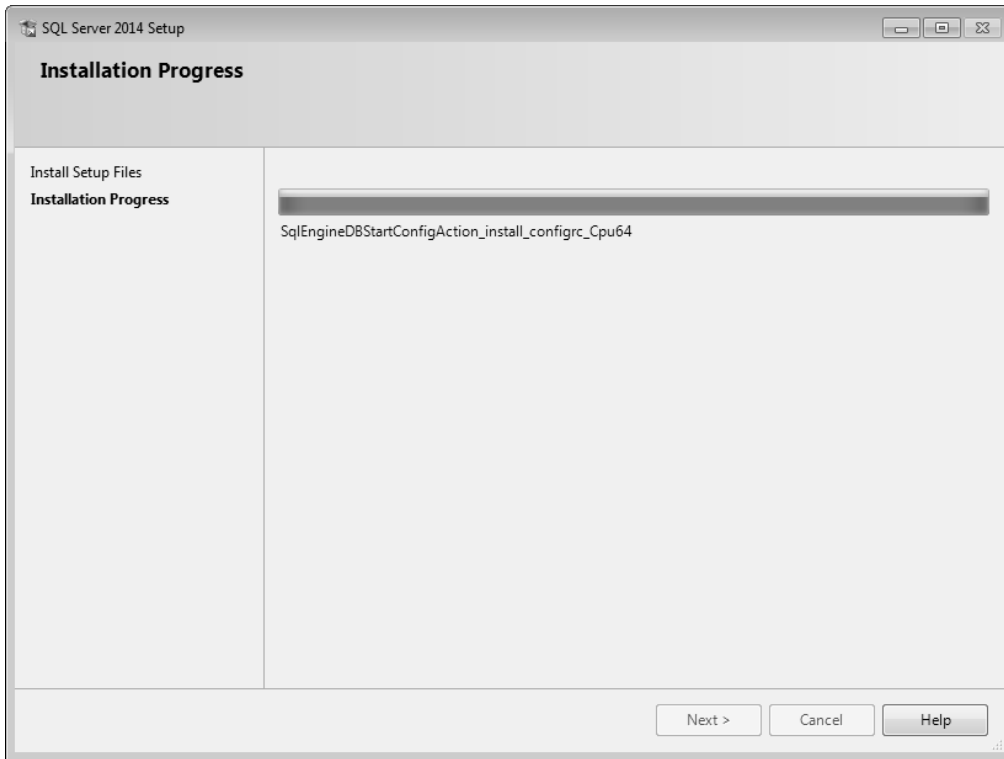 SQL Server 2014 Setup
Installation Progress
Install Setup Files
Installation Progress
SqlEngineDBStartConfigAction_install_configrc_Cpu64
Next >
Cancel
Help